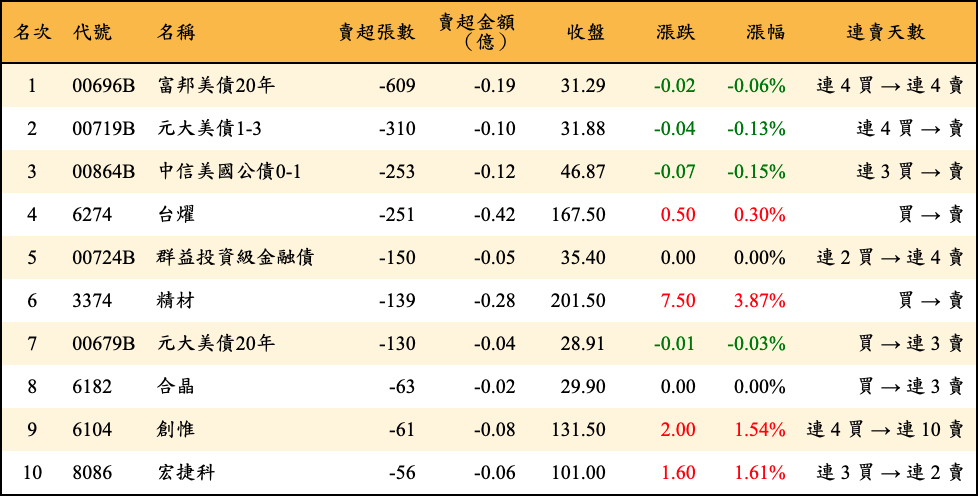 名次 代號 名稱 賣超張數 賣超金額（億） 收盤 漲跌 漲幅 連賣天數
1 00696B 富邦美債20年 -609 -0.19 31.29 -0.02 -0.06% 連 4 買 → 連 4 賣
2 00719B 元大美債1-3 -310 -0.10 31.88 -0.04 -0.13% 連 4 買 → 賣
3 00864B 中信美國公債0-1 -253 -0.12 46.87 -0.07 -0.15% 連 3 買 → 賣
4 6274 台燿 -251 -0.42 167.50 0.50 0.30% 買 → 賣
5 00724B 群益投資級金融債 -150 -0.05 35.40 0.00 0.00% 連 2 買 → 連 4 賣
6 3374 精材 -139 -0.28 201.50 7.50 3.87% 買 → 賣
7 00679B 元大美債20年 -130 -0.04 28.91 -0.01 -0.03% 買 → 連 3 賣
8 6182 合晶 -63 -0.02 29.90 0.00 0.00% 買 → 連 3 賣
9 6104 創惟 -61 -0.08 131.50 2.00 1.54% 連 4 買 → 連 10 賣
10 8086 宏捷科 -56 -0.06 101.00 1.60 1.61% 連 3 買 → 連 2 賣